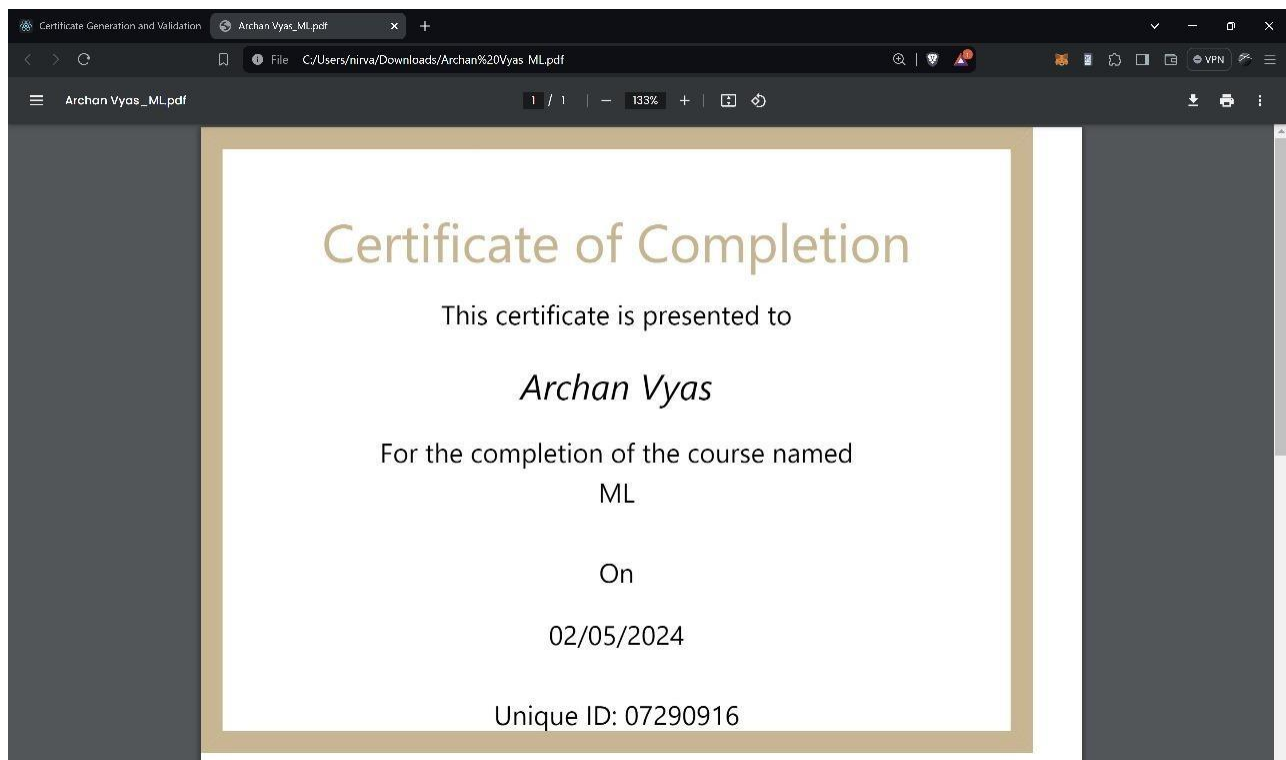 Certificate Generation and Validation
Archan Vyas_ML.pdf
File C:/Users/nirva/Downloads/Archan%20Vyas ML.pdf
VPN
Archan Vyas_ML.pdf
1 / 1
133%
Certificate of Completion
This certificate is presented to
Archan Vyas
For the completion of the course named
ML
On
02/05/2024
Unique ID: 07290916